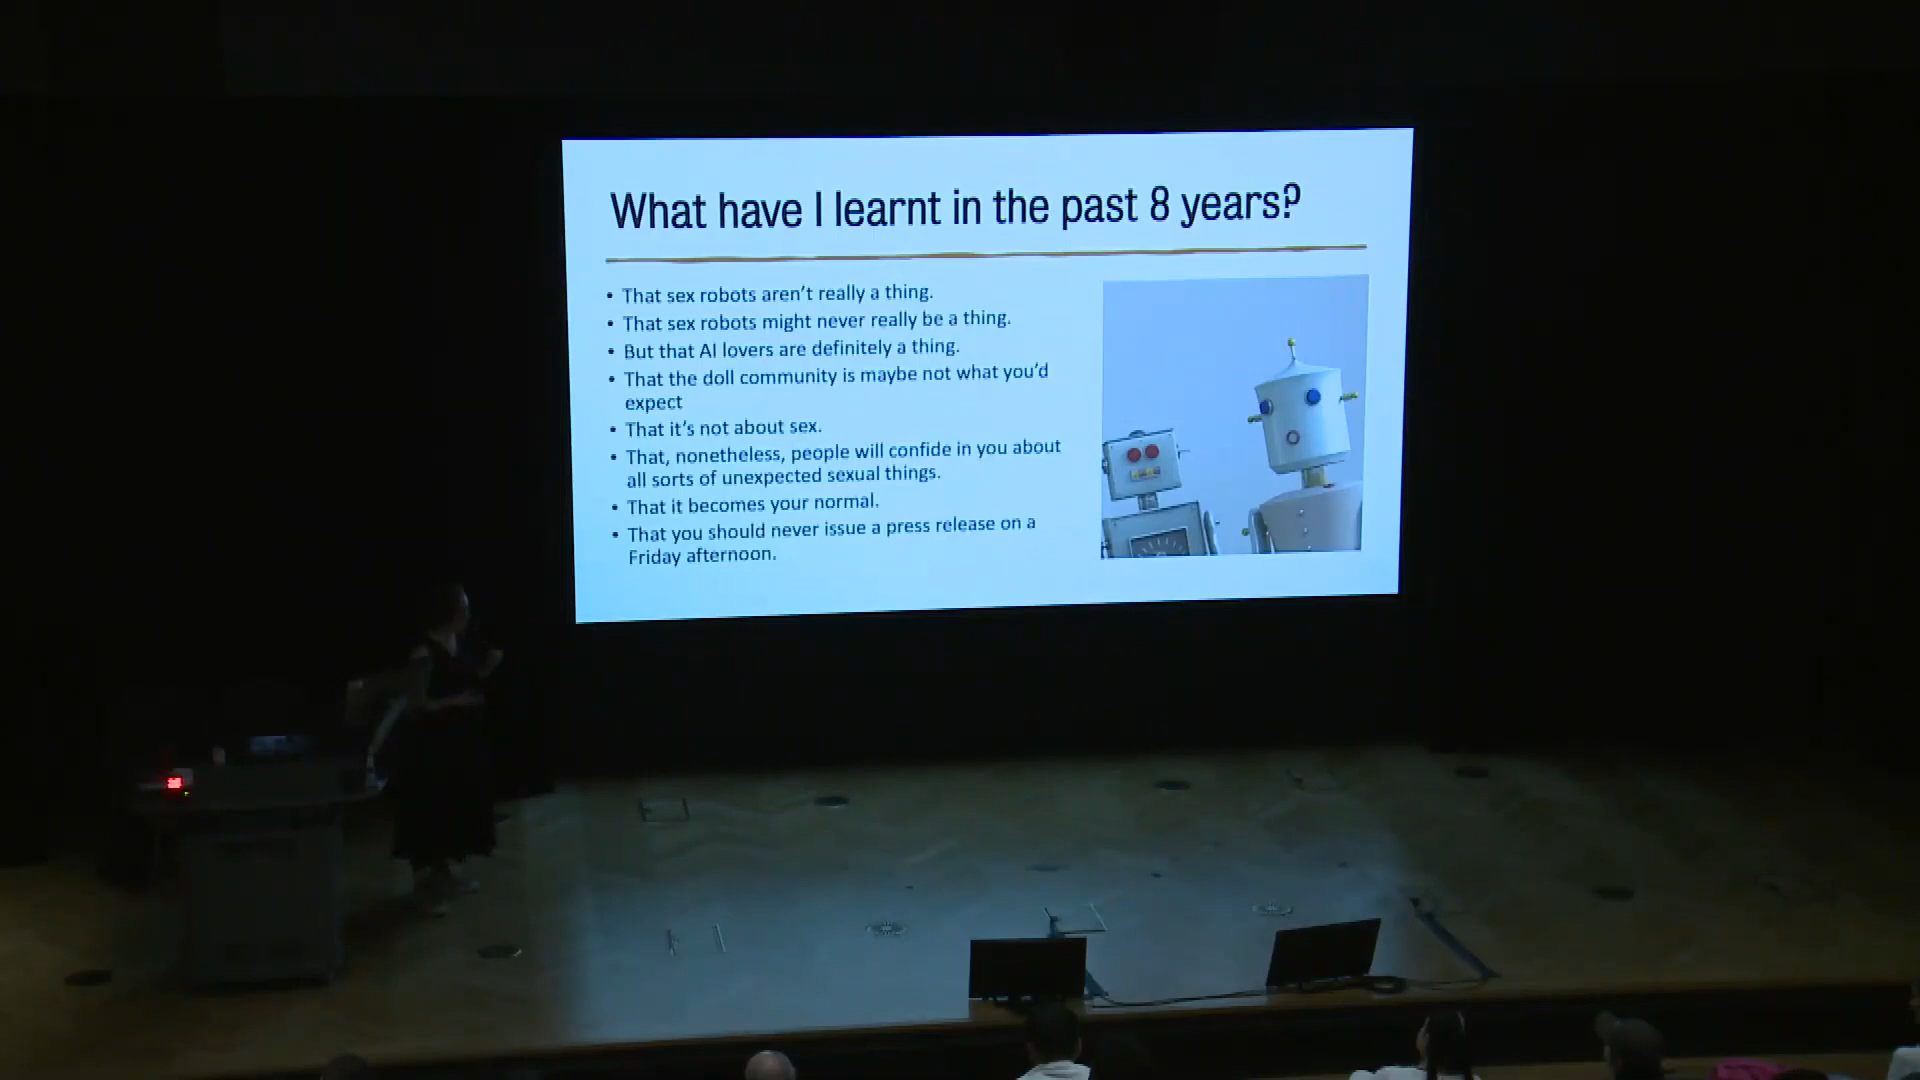 What have I learnt in the past 8 years?
• That sex robots aren't really a thing.
• That sex robots might never really be a thing.
• But that AI lovers are definitely a thing.
• That the doll community is maybe not what you'd
expect
• That it's not about sex.
• That, nonetheless, people will confide in you about
all sorts of unexpected sexual things.
• That it becomes your normal.
• That you should never issue a press release on a
Friday afternoon.